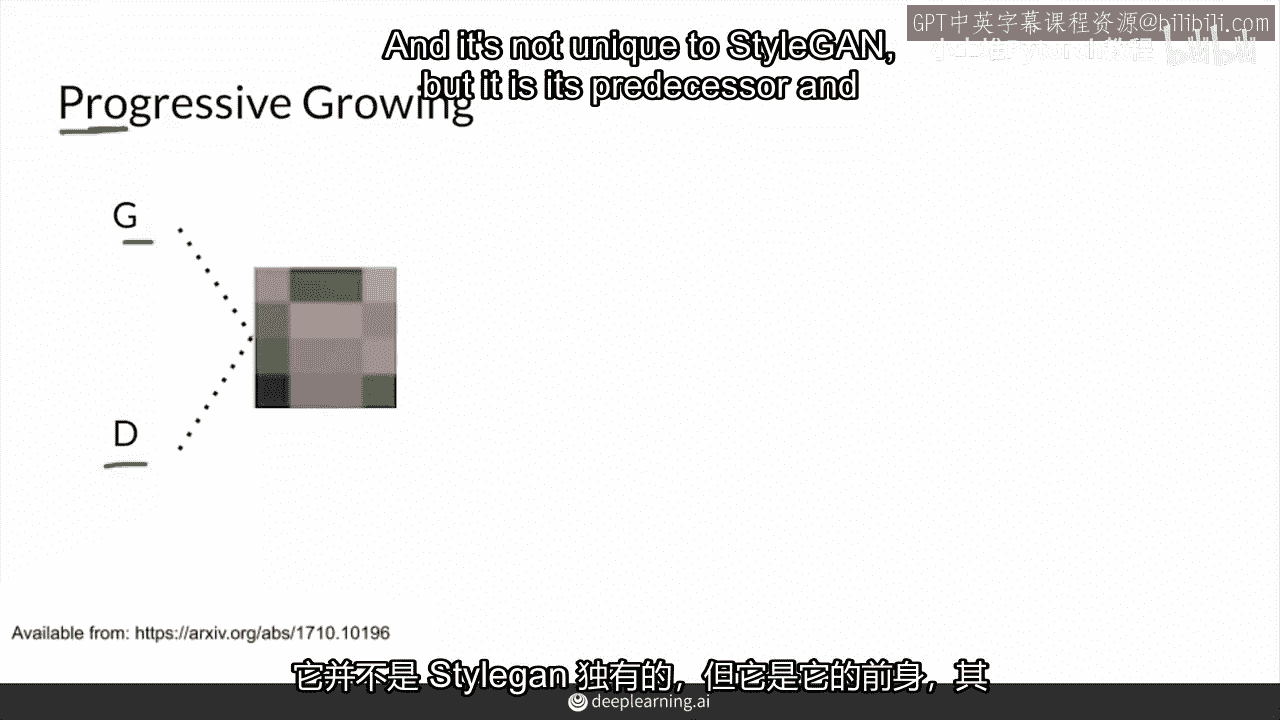 GPT中英字幕课程资源@bilibili.com
And it's not unique to StyleGAN,
but it is its predecessor and
Progressive Growing
G
D
Available from: https://arxiv.org/abs/1710.10196
它并不是 Stylegan 独有的，但它是它的前身，其
deeplearning.ai